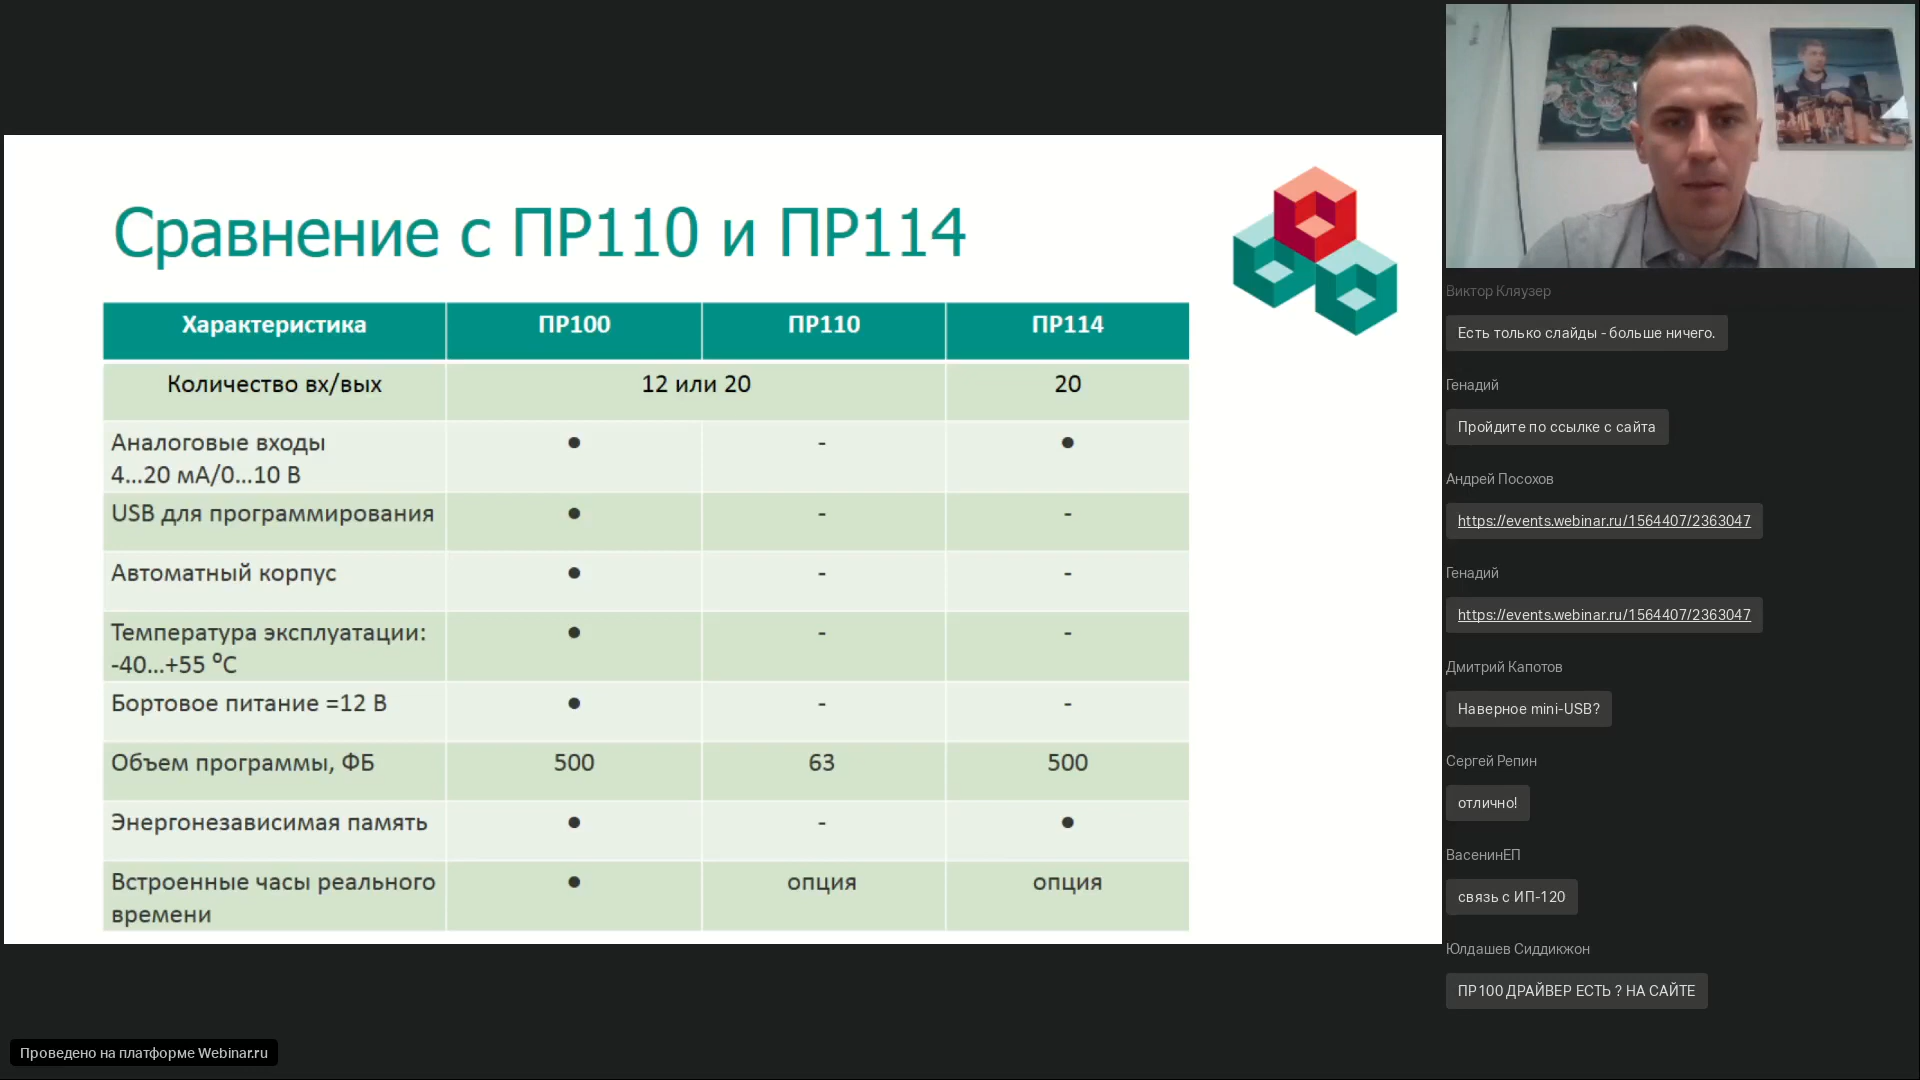 Сравнение с ПР110 и ПР114
Характеристика ПР100 ПР110 ПР114
Количество вх/вых 12 или 20 20
Аналоговые входы ● - ●
4...20 мА/0...10 В
USB для программирования ● - -
Автоматный корпус ● - -
Температура эксплуатации: ● - -
-40...+55 ⁰С
Бортовое питание =12 В ● - -
Объем программы, ФБ 500 63 500
Энергонезависимая память ● - ●
Встроенные часы реального ● опция опция
времени
Виктор Кляузер
Есть только слайды - больше ничего.
Генадий
Пройдите по ссылке с сайта
Андрей Посохов
https://events.webinar.ru/1564407/2363047
Генадий
https://events.webinar.ru/1564407/2363047
Дмитрий Капотов
Наверное mini-USB?
Сергей Репин
отлично!
ВасенинЕП
связь с ИП-120
Юлдашев Сиддикжон
ПР100 ДРАЙВЕР ЕСТЬ ? НА САЙТЕ
Проведено на платформе Webinar.ru